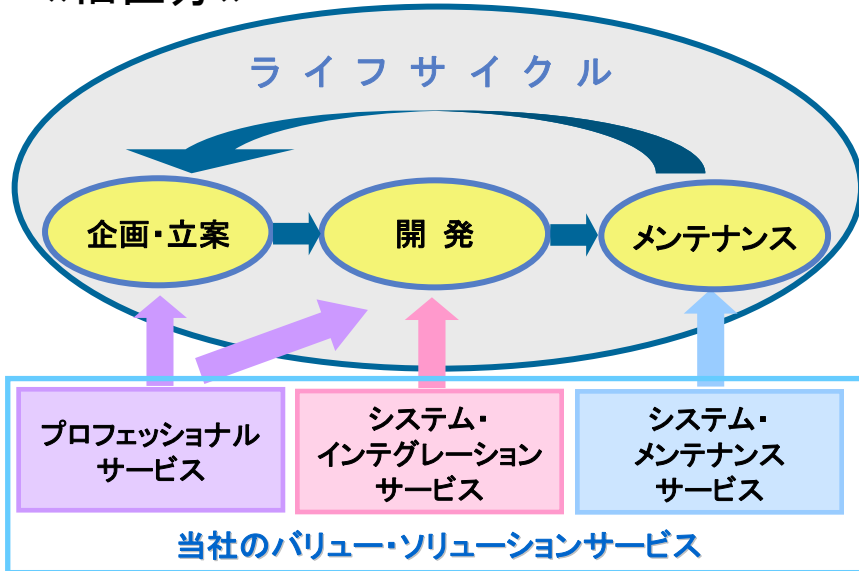 ライフサイクル
企画・立案
開発
メンテナンス
プロフェッショナル
サービス
システム・
インテグレーション
サービス
システム・
メンテナンス
サービス
当社のバリュー・ソリューションサービス